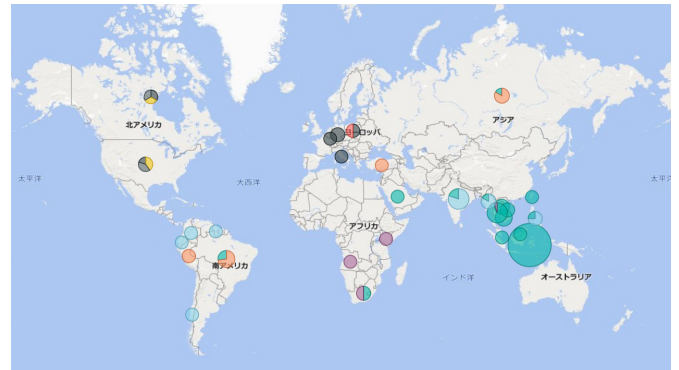 北アメリカ
ヨーロッパ
アジア
太平洋
大西洋
太平洋
アフリカ
南アメリカ
インド洋
オーストラリア